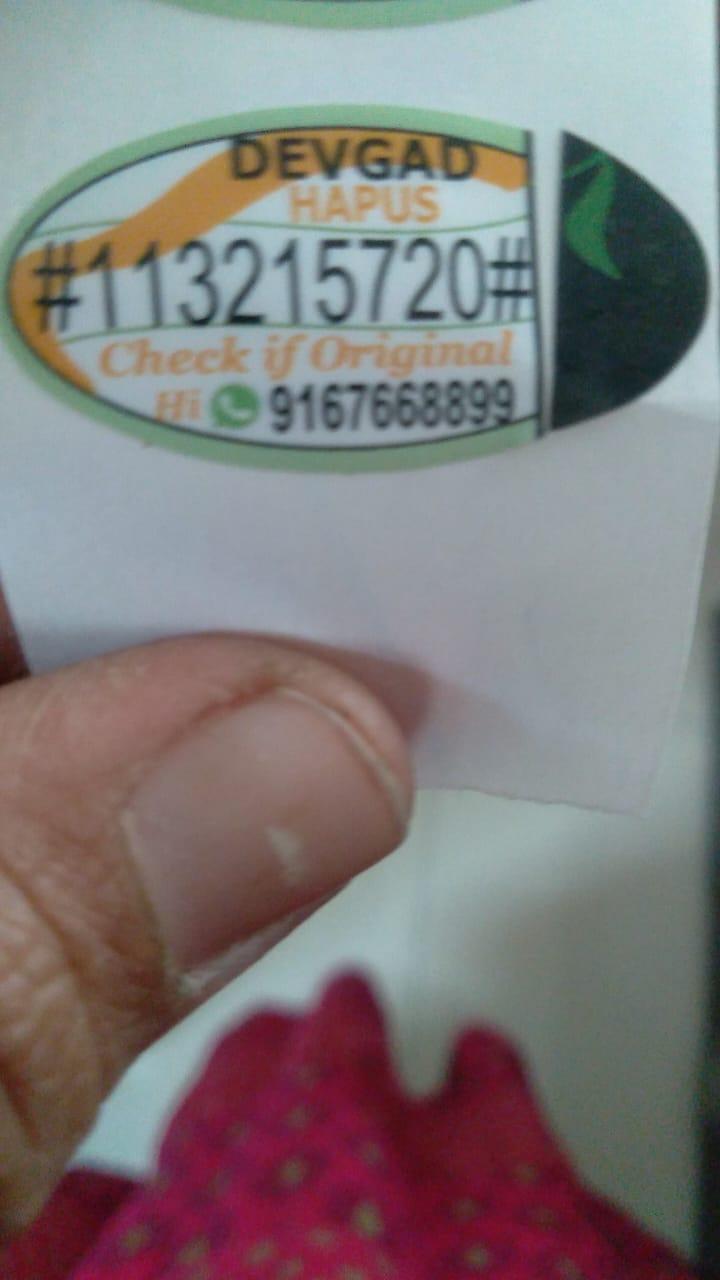 DEVGAD
HAPUS
#113215720#
Check if Original
Hi 9167668899